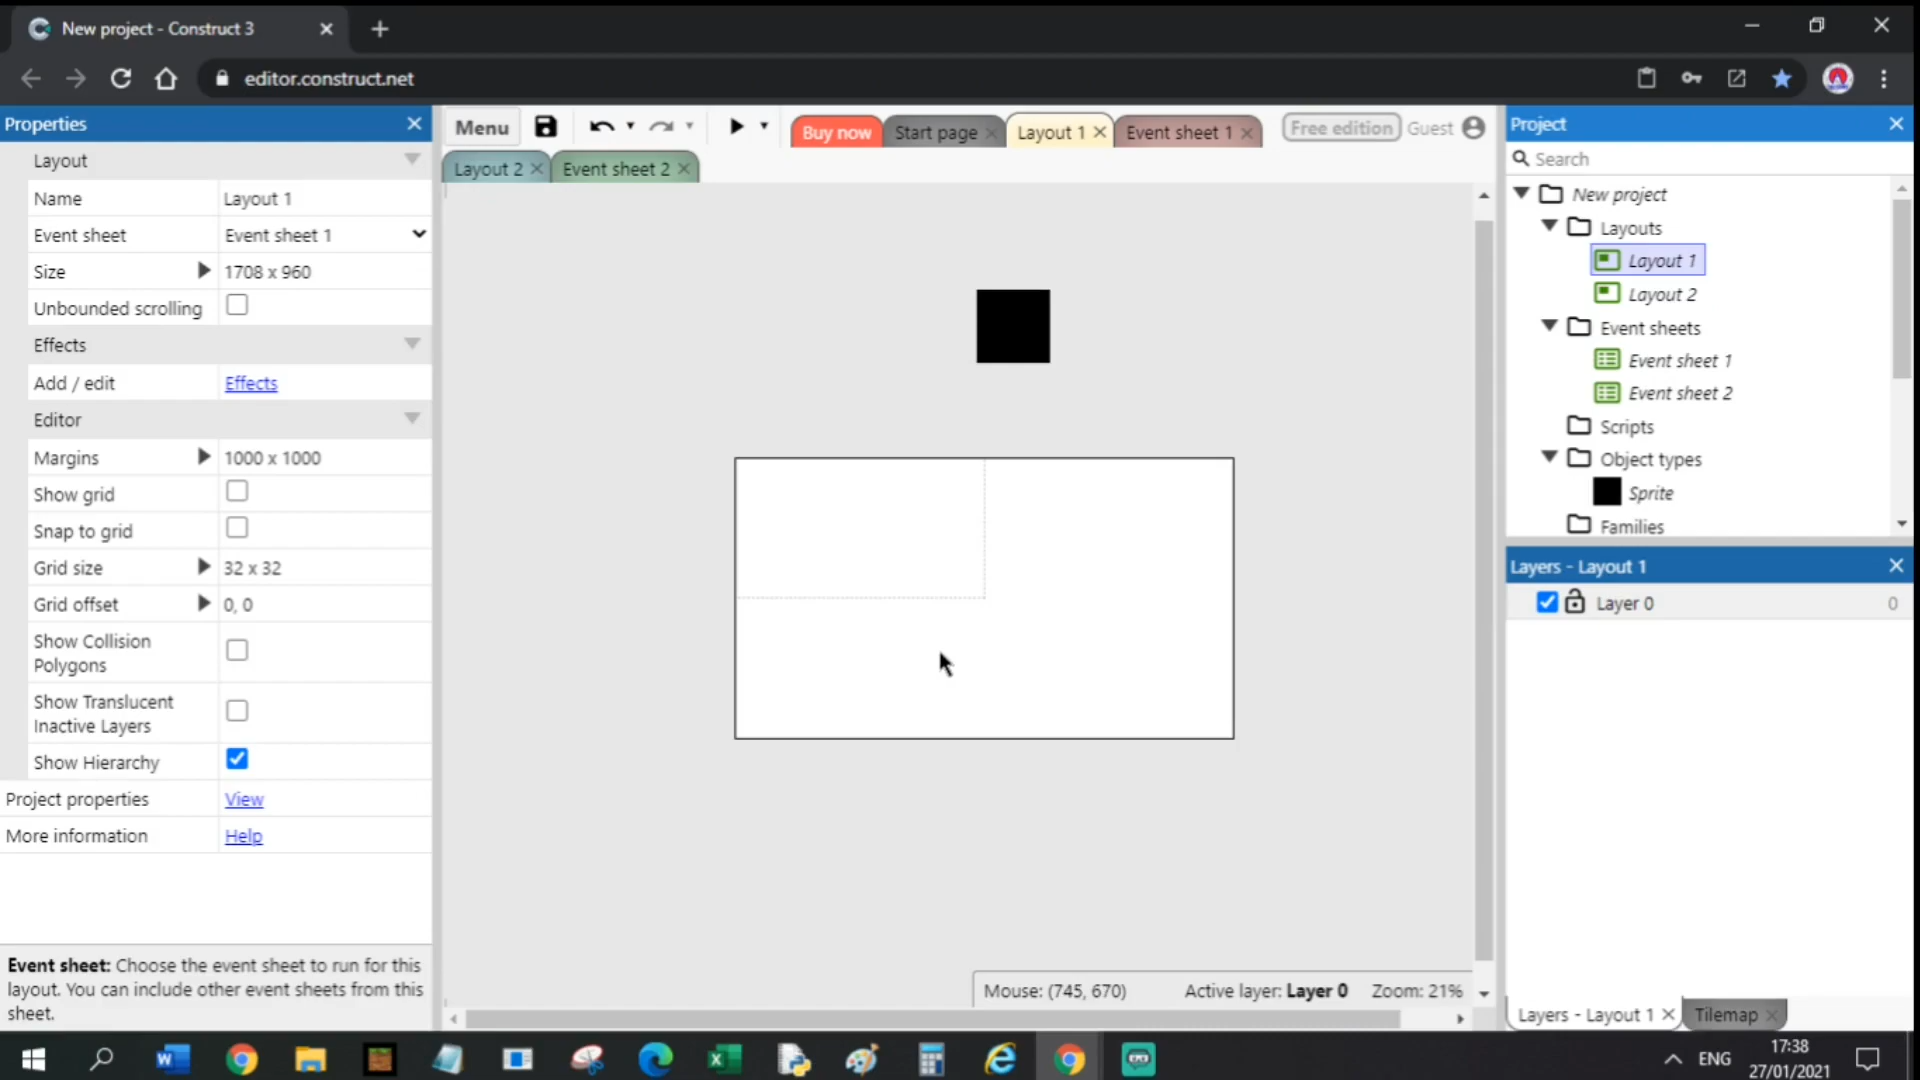 New project - Construct 3
editor.construct.net
Properties
Menu
Buy now
Start page
Layout 1
Event sheet 1
Free edition
Guest
Layout 2
Event sheet 2
Layout
Name
Layout 1
Event sheet
Event sheet 1
Size
1708 x 960
Unbounded scrolling
Effects
Add / edit
Effects
Editor
Margins
1000 x 1000
Show grid
Snap to grid
Grid size
32 x 32
Grid offset
0, 0
Show Collision
Polygons
Show Translucent
Inactive Layers
Show Hierarchy
Project properties
View
More information
Help
Event sheet: Choose the event sheet to run for this
layout. You can include other event sheets from this
sheet.
Mouse: (745, 670)
Active layer: Layer 0
Zoom: 21%
Project
Search
New project
Layouts
Layout 1
Layout 2
Event sheets
Event sheet 1
Event sheet 2
Scripts
Object types
Sprite
Families
Layers - Layout 1
Layer 0
0
Layers - Layout 1
Tilemap
ENG
17:38
27/01/2021